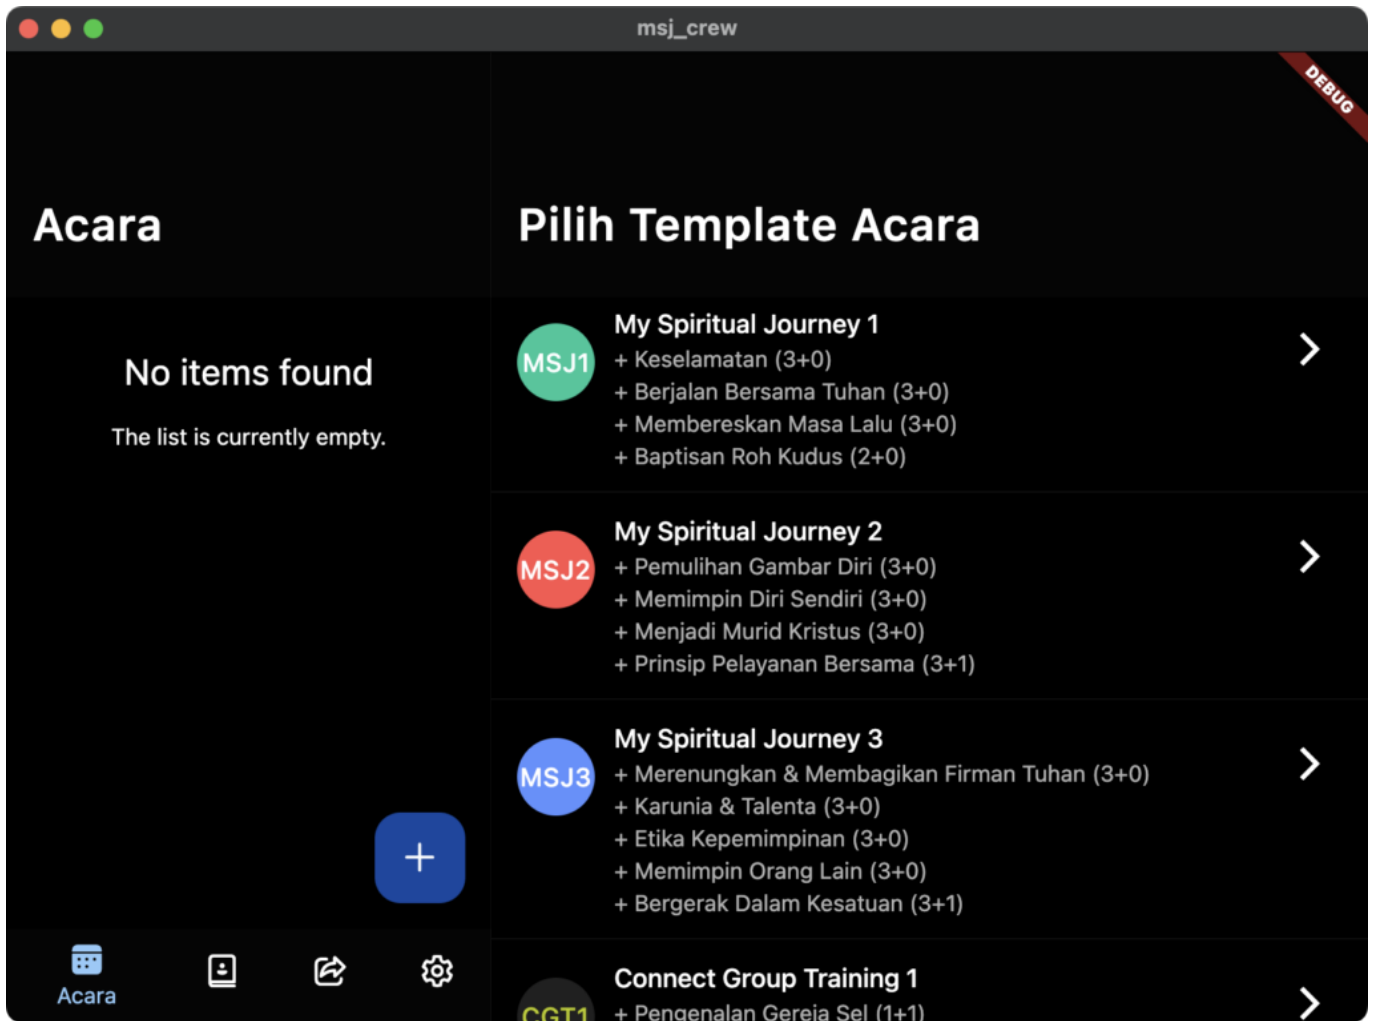 msj_crew
DEBUG
Acara
No items found
The list is currently empty.
Acara
Pilih Template Acara
MSJ1
My Spiritual Journey 1
+ Keselamatan (3+0)
+ Berjalan Bersama Tuhan (3+0)
+ Membereskan Masa Lalu (3+0)
+ Baptisan Roh Kudus (2+0)
MSJ2
My Spiritual Journey 2
+ Pemulihan Gambar Diri (3+0)
+ Memimpin Diri Sendiri (3+0)
+ Menjadi Murid Kristus (3+0)
+ Prinsip Pelayanan Bersama (3+1)
MSJ3
My Spiritual Journey 3
+ Merenungkan & Membagikan Firman Tuhan (3+0)
+ Karunia & Talenta (3+0)
+ Etika Kepemimpinan (3+0)
+ Memimpin Orang Lain (3+0)
+ Bergerak Dalam Kesatuan (3+1)
CGT1
Connect Group Training 1
+ Pengenalan Gereja Sel (1+1)